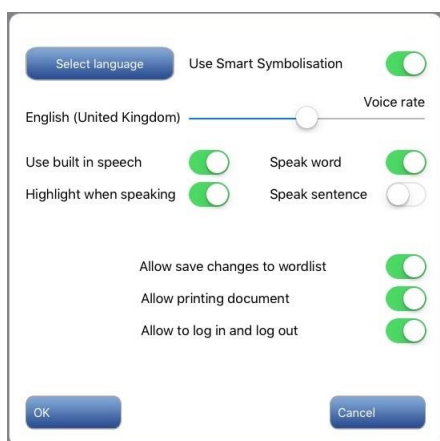 Select language Use Smart Symbolisation
Voice rate
English (United Kingdom)
Use built in speech Speak word
Highlight when speaking Speak sentence
Allow save changes to wordlist
Allow printing document
Allow to log in and log out
OK Cancel